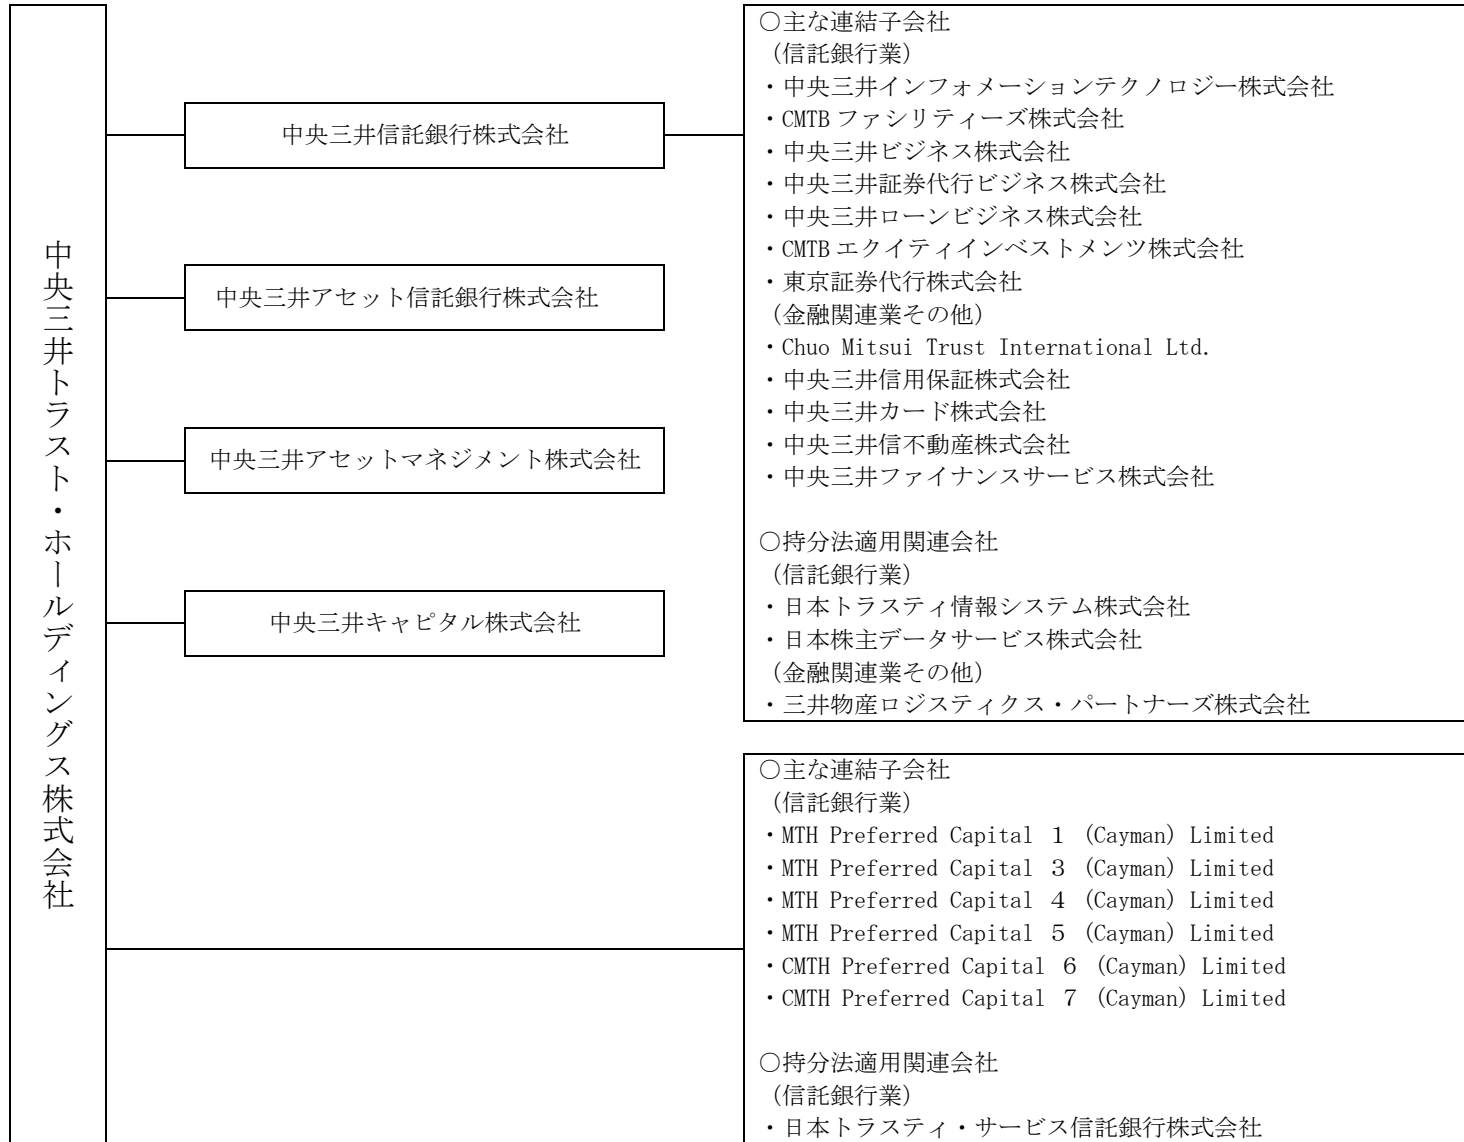 中央三井トラスト・ホールディングス株式会社
中央三井信託銀行株式会社
中央三井アセット信託銀行株式会社
中央三井アセットマネジメント株式会社
中央三井キャピタル株式会社
○主な連結子会社
（信託銀行業）
・中央三井インフォメーションテクノロジー株式会社
・CMTBファシリティーズ株式会社
・中央三井ビジネス株式会社
・中央三井証券代行ビジネス株式会社
・中央三井ローンビジネス株式会社
・CMTBエクイティインベストメンツ株式会社
・東京証券代行株式会社
（金融関連業その他）
・Chuo Mitsui Trust International Ltd.
・中央三井信用保証株式会社
・中央三井カード株式会社
・中央三井信不動産株式会社
・中央三井ファイナンスサービス株式会社
○持分法適用関連会社
（信託銀行業）
・日本トラスティ情報システム株式会社
・日本株主データサービス株式会社
（金融関連業その他）
・三井物産ロジスティクス・パートナーズ株式会社
○主な連結子会社
（信託銀行業）
・MTH Preferred Capital １ (Cayman) Limited
・MTH Preferred Capital ３ (Cayman) Limited
・MTH Preferred Capital ４ (Cayman) Limited
・MTH Preferred Capital ５ (Cayman) Limited
・CMTH Preferred Capital ６ (Cayman) Limited
・CMTH Preferred Capital ７ (Cayman) Limited
○持分法適用関連会社
（信託銀行業）
・日本トラスティ・サービス信託銀行株式会社